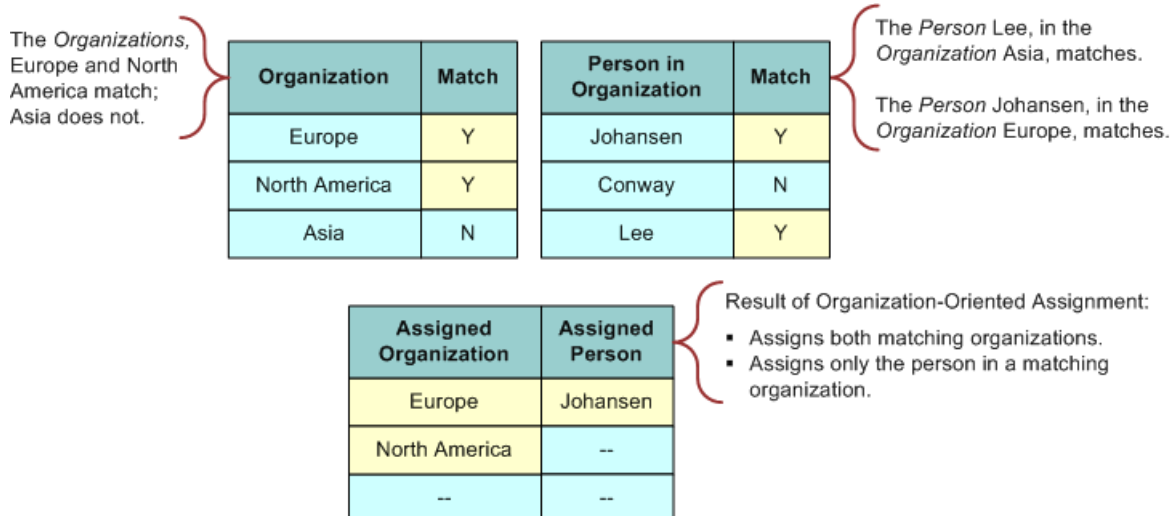 The Organizations,
Europe and North
America match;
Asia does not.
Organization Match
Europe Y
North America Y
Asia N
Person in
Organization
Match
Johansen Y
Conway N
Lee Y
The Person Lee, in the
Organization Asia, matches.
The Person Johansen, in the
Organization Europe, matches.
Assigned
Organization
Assigned
Person
Europe Johansen
North America --
-- --
Result of Organization-Oriented Assignment:
▪ Assigns both matching organizations.
▪ Assigns only the person in a matching
organization.